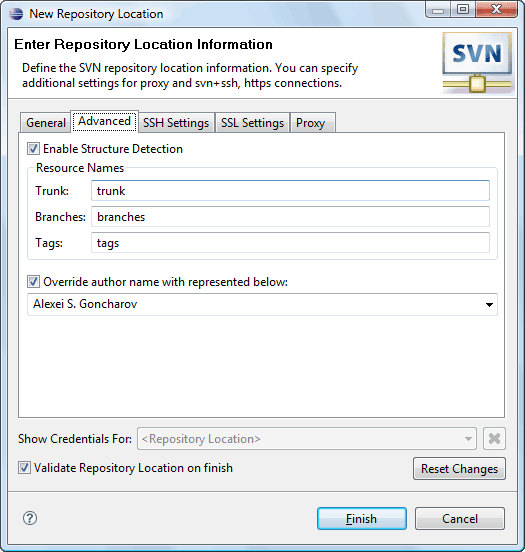 New Repository Location
Enter Repository Location Information
Define the SVN repository location information. You can specify
additional settings for proxy and svn+ssh, https connections.
SVN
General Advanced SSH Settings SSL Settings Proxy
Enable Structure Detection
Resource Names
Trunk: trunk
Branches: branches
Tags: tags
Override author name with represented below:
Alexei S. Goncharov
Show Credentials For: <Repository Location>
Validate Repository Location on finish
Reset Changes
? Finish Cancel